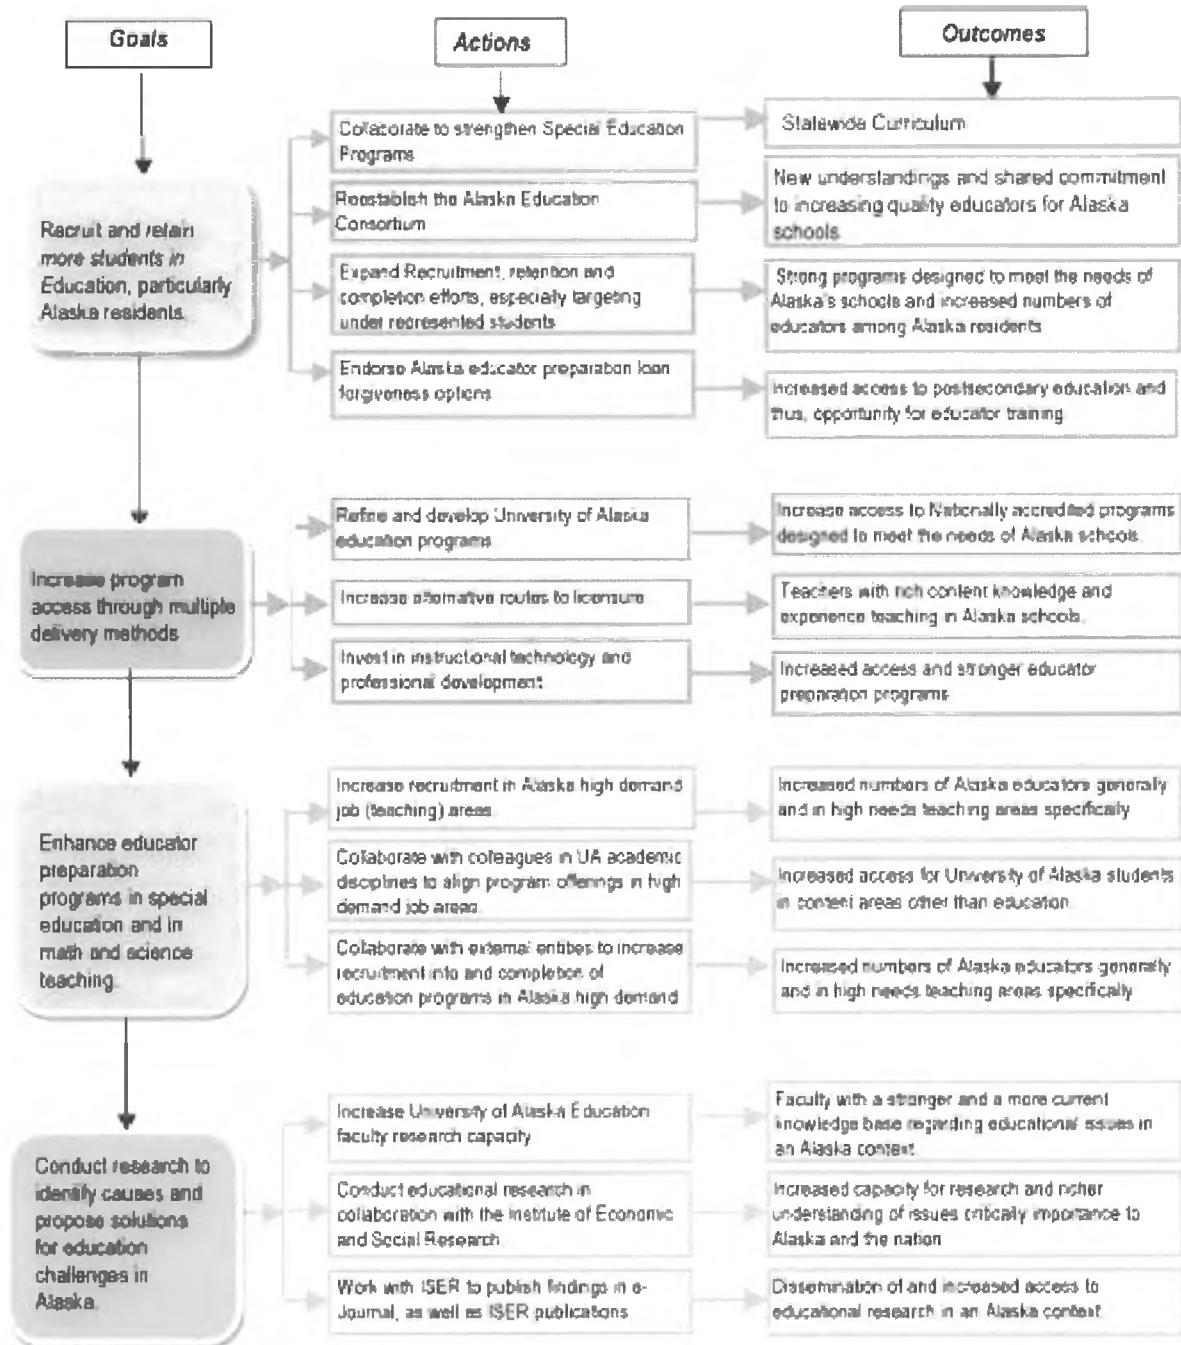 Goals
Actions
Outcomes
Recruit and retain
more students in
Education, particularly
Alaska residents.
Collaborate to strengthen Special Education
Programs
Statewide Curriculum
Reestablish the Alaska Education
Consortium
New understandings and shared commitment
to increasing quality educators for Alaska
schools.
Expand Recruitment, retention and
completion efforts, especially targeting
under represented students
Strong programs designed to meet the needs of
Alaska's schools and increased numbers of
educators among Alaska residents
Endorse Alaska educator preparation loan
forgiveness options
Increased access to postsecondary education and
thus, opportunity for educator training
Increase program
access through multiple
delivery methods
Refine and develop University of Alaska
education programs
Increase access to Nationally accredited programs
designed to meet the needs of Alaska schools.
Increase alternative routes to licensure.
Teachers with rich content knowledge and
experience teaching in Alaska schools.
Invest in instructional technology and
professional development.
Increased access and stronger educator
preparation programs
Enhance educator
preparation
programs in special
education and in
math and science
teaching.
Increase recruitment in Alaska high demand
job (teaching) areas.
Increased numbers of Alaska educators generally
and in high needs teaching areas specifically
Collaborate with colleagues in UA academic
disciplines to align program offerings in high
demand job areas.
Increased access for University of Alaska students
in content areas other than education.
Collaborate with external entites to increase
recruitment into and completion of
education programs in Alaska high demand
Increased numbers of Alaska educators generally
and in high needs teaching areas specifically
Conduct research to
identify causes and
propose solutions
for education
challenges in
Alaska.
Increase University of Alaska Education
faculty research capacity
Faculty with a stronger and a more current
knowledge base regarding educational issues in
an Alaska context.
Conduct educational research in
collaboration with the Institute of Economic
and Social Research.
Increased capacity for research and richer
understanding of issues critically importance to
Alaska and the nation
Work with ISER to publish findings in e-
Journal, as well as ISER publications.
Dissemination of and increased access to
educational research in an Alaska context.